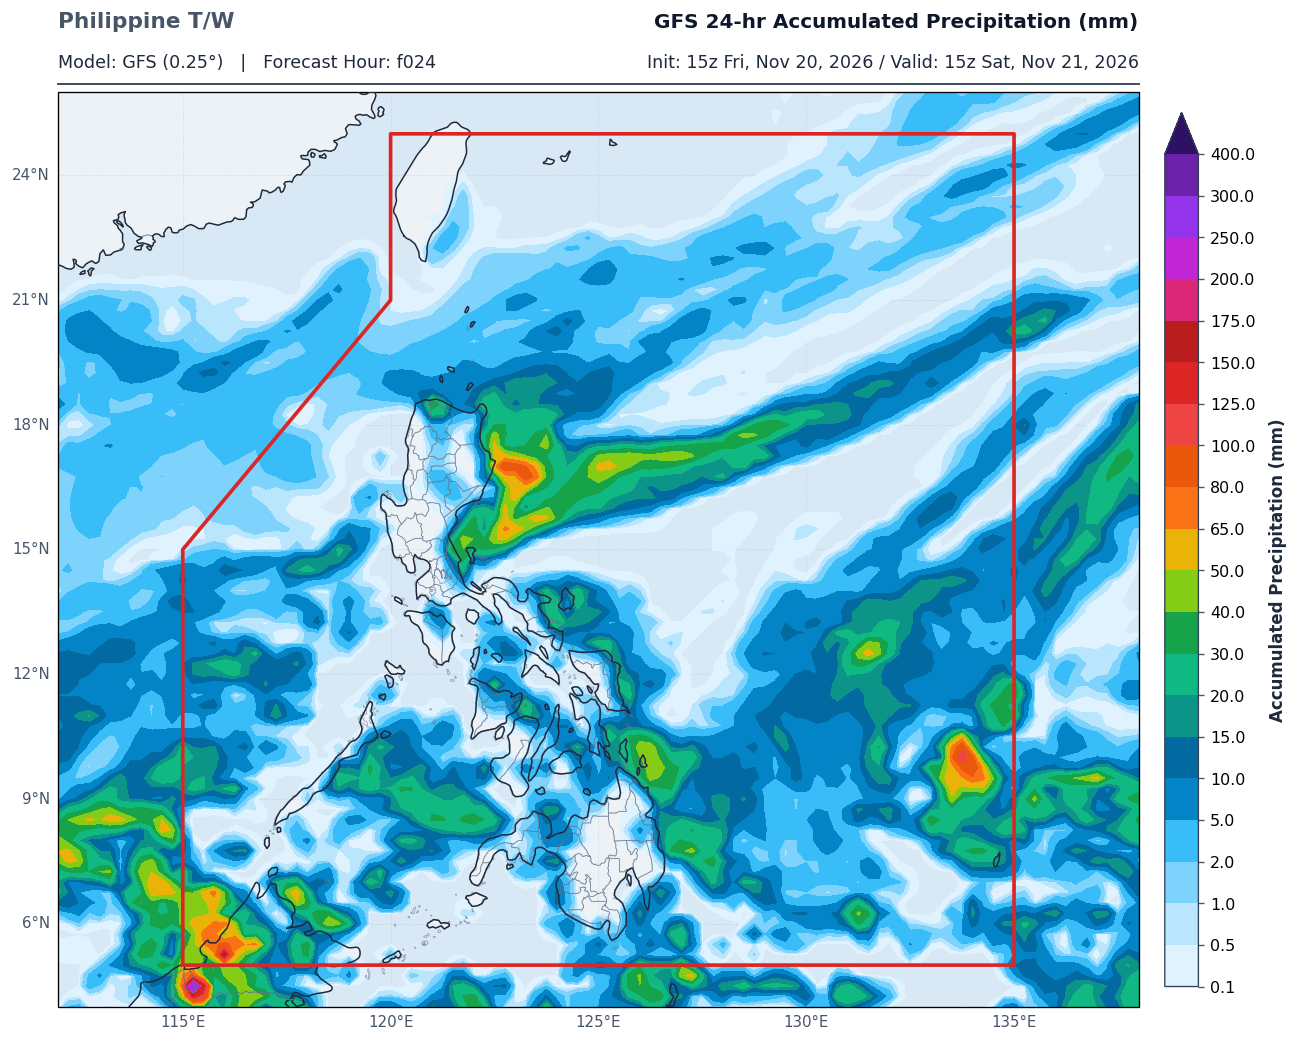 Philippine T/W
GFS 24-hr Accumulated Precipitation (mm)
Model: GFS (0.25°)   |   Forecast Hour: f024
Init: 15z Fri, Nov 20, 2026 / Valid: 15z Sat, Nov 21, 2026
24°N
21°N
18°N
15°N
12°N
9°N
6°N
115°E
120°E
125°E
130°E
135°E
400.0
300.0
250.0
200.0
175.0
150.0
125.0
100.0
80.0
65.0
50.0
40.0
30.0
20.0
15.0
10.0
5.0
2.0
1.0
0.5
0.1
Accumulated Precipitation (mm)